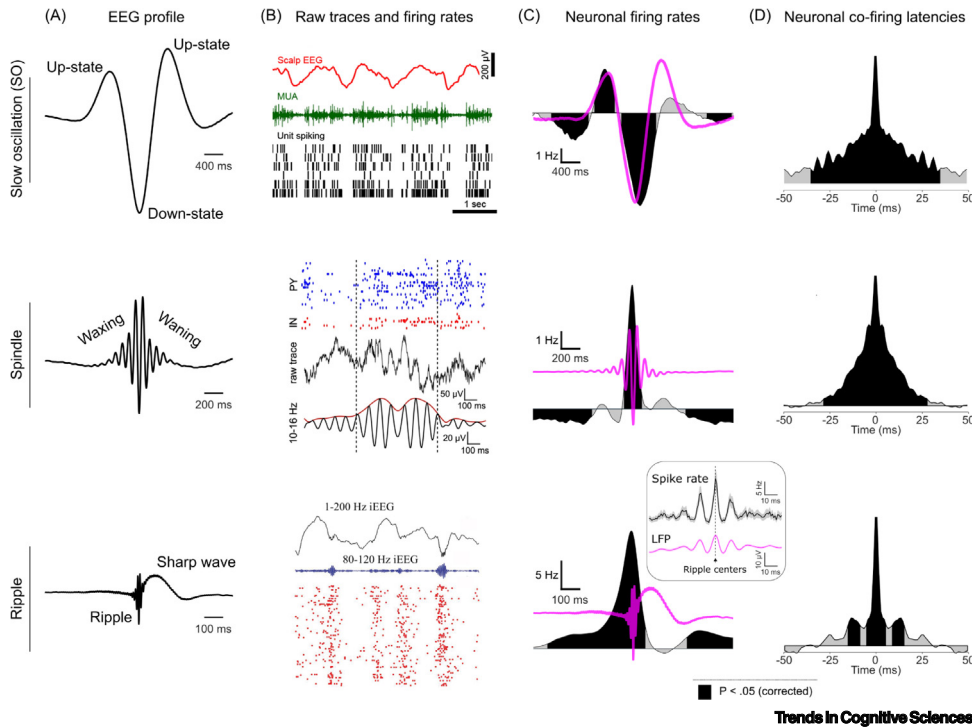 (A) EEG profile
(B) Raw traces and firing rates
(C) Neuronal firing rates
(D) Neuronal co-firing latencies
Slow oscillation (SO)
Up-state
Up-state
Down-state
400 ms
Scalp EEG
200 µV
MUA
Unit spiking
1 sec
1 Hz
400 ms
-50 -25 0 25 50
Time (ms)
Spindle
Waxing
Waning
200 ms
PY
IN
raw trace
50 µV
100 ms
10-16 Hz
20 µV
100 ms
1 Hz
200 ms
-50 -25 0 25 50
Time (ms)
Ripple
Sharp wave
Ripple
100 ms
1-200 Hz iEEG
80-120 Hz iEEG
5 Hz
100 ms
Spike rate
5 Hz
10 ms
LFP
10 µV
10 ms
Ripple centers
-50 -25 0 25 50
Time (ms)
P < .05 (corrected)
Trends in Cognitive Sciences